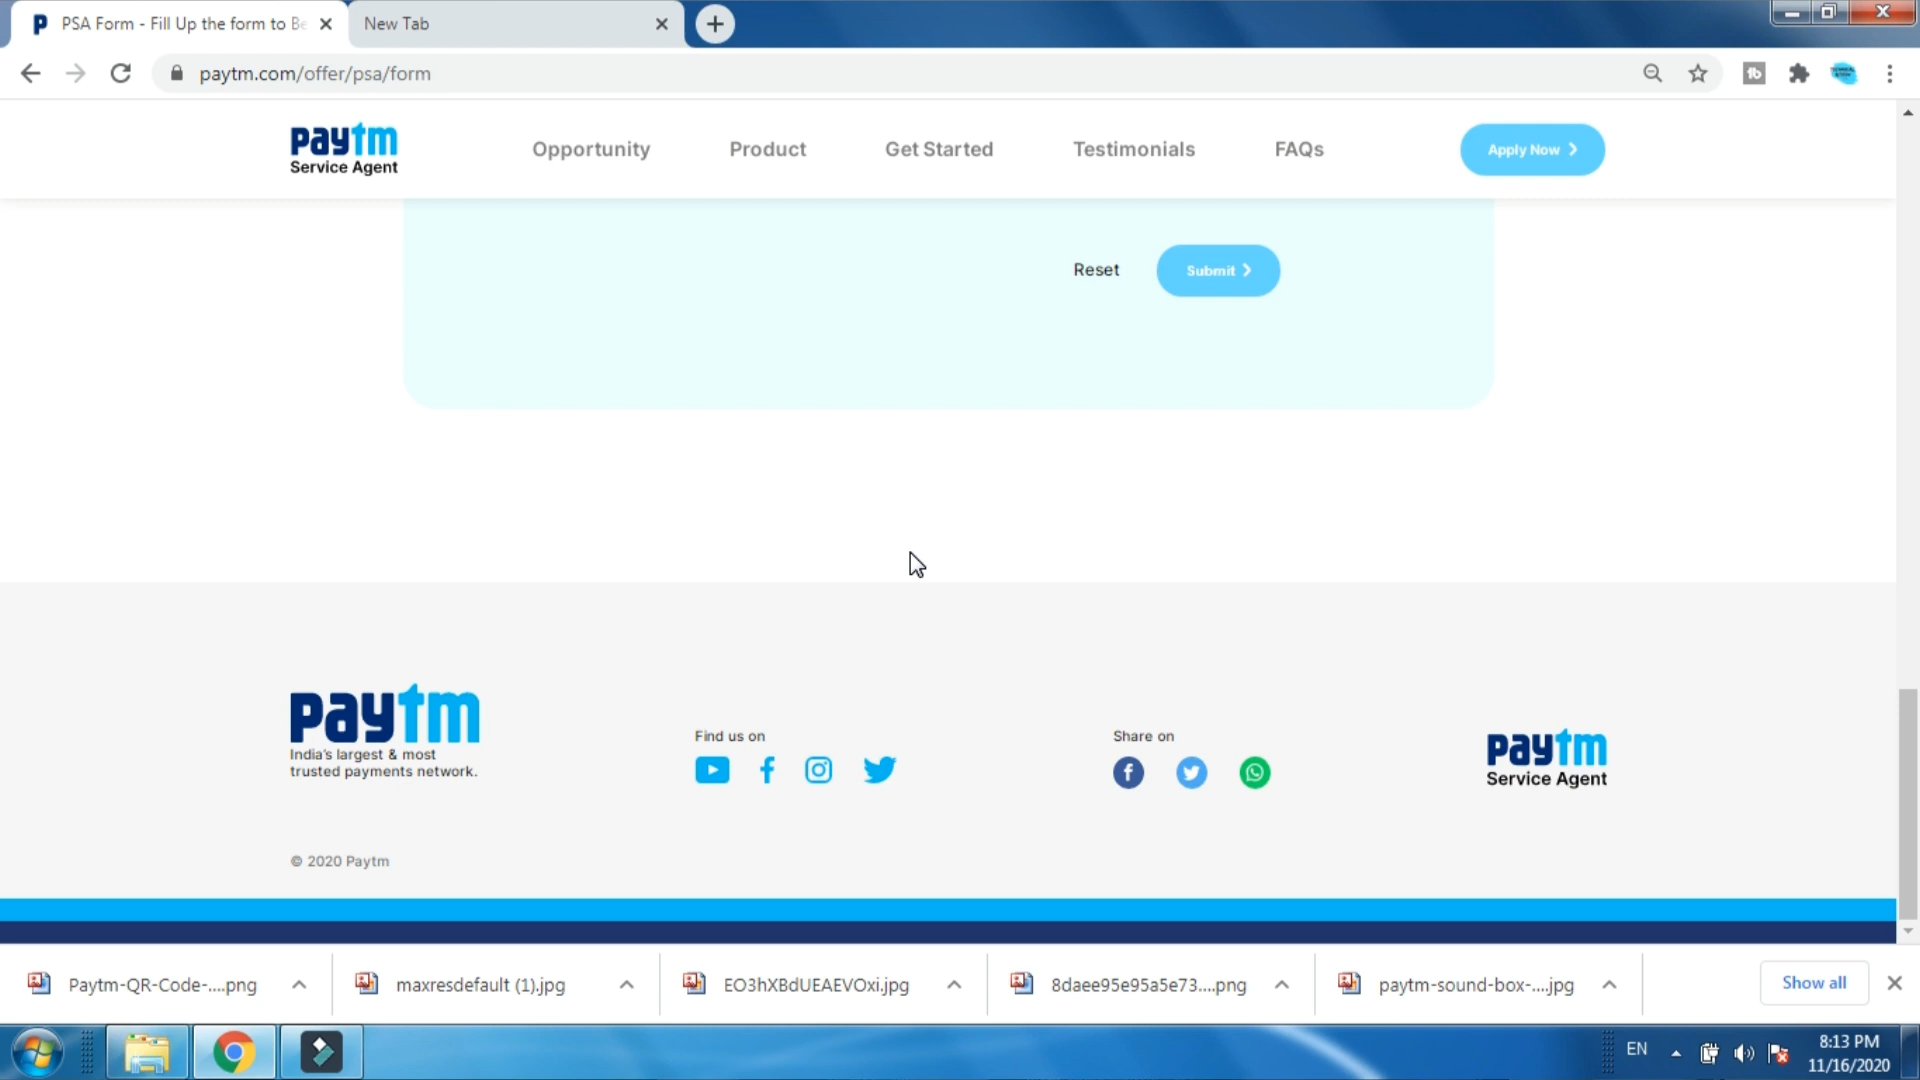 PSA Form - Fill Up the form to Be
New Tab
paytm.com/offer/psa/form
paytm
Service Agent
Opportunity
Product
Get Started
Testimonials
FAQs
Apply Now
Reset
Submit
paytm
India's largest & most
trusted payments network.
Find us on
Share on
paytm
Service Agent
© 2020 Paytm
Paytm-QR-Code-....png
maxresdefault (1).jpg
EO3hXBdUEAEVOxi.jpg
8daee95e95a5e73....png
paytm-sound-box-....jpg
Show all
EN
8:13 PM
11/16/2020